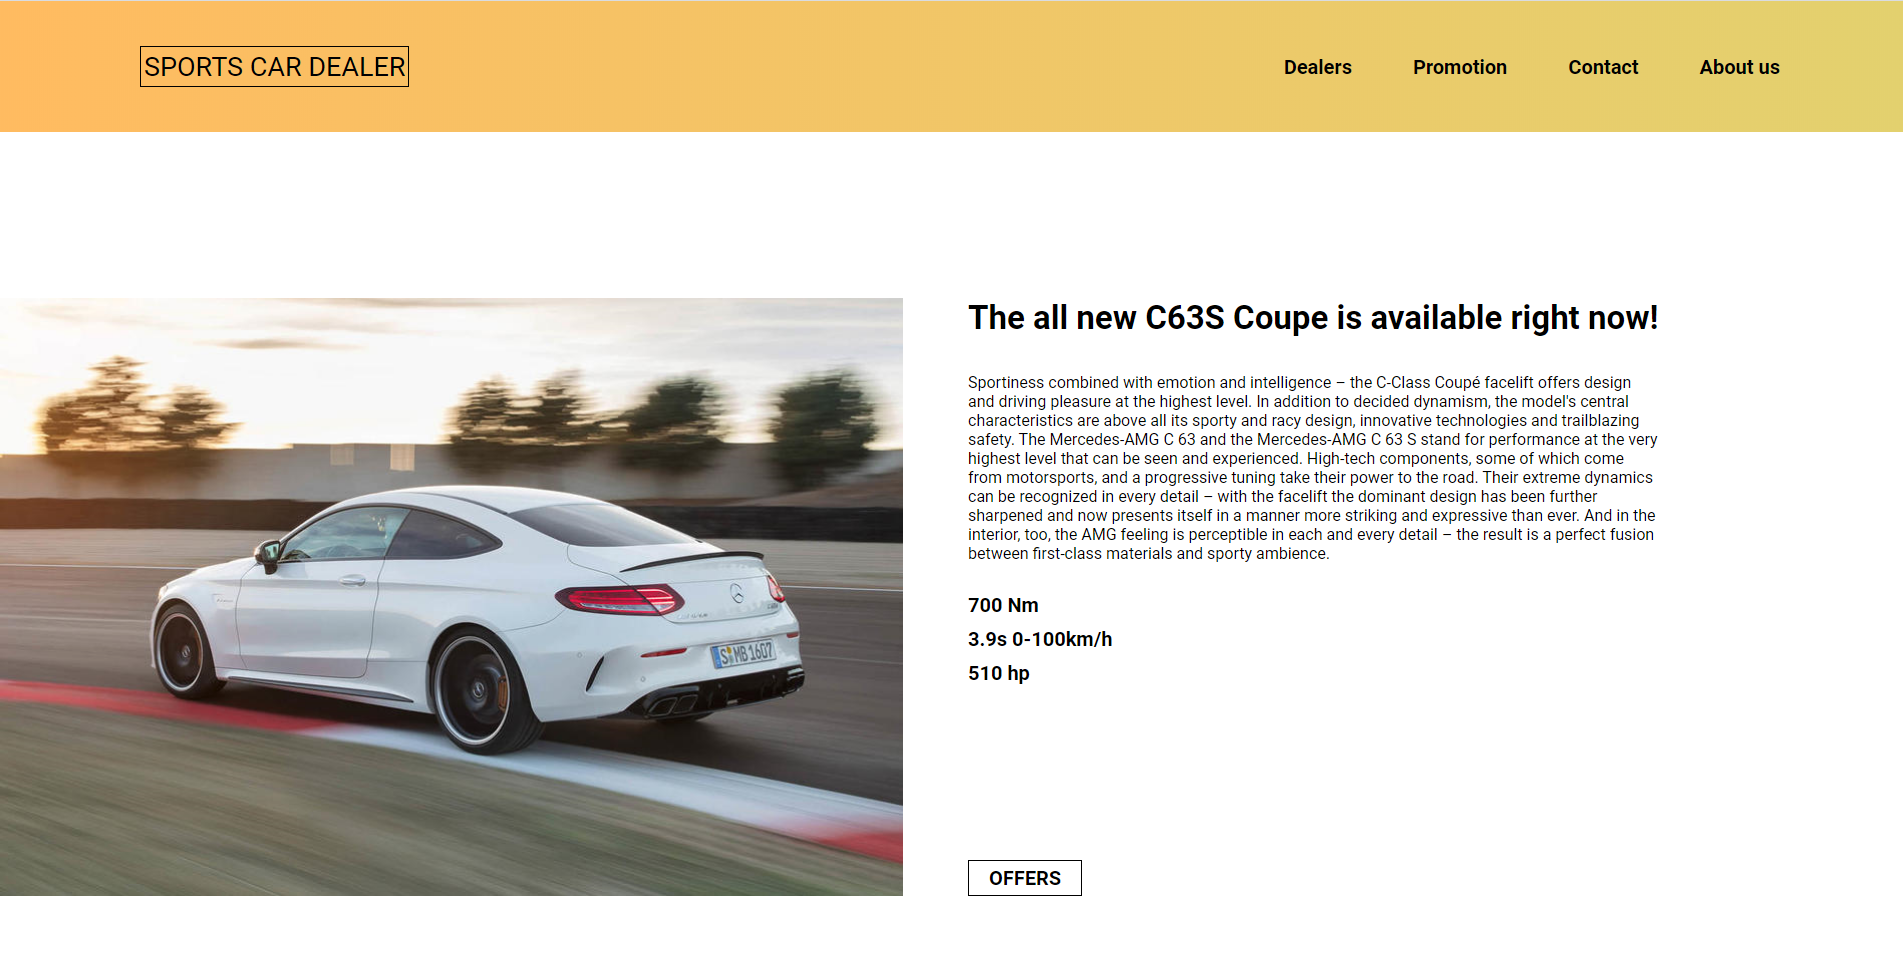 SPORTS CAR DEALER
Dealers
Promotion
Contact
About us
The all new C63S Coupe is available right now!
Sportiness combined with emotion and intelligence – the C-Class Coupé facelift offers design
and driving pleasure at the highest level. In addition to decided dynamism, the model's central
characteristics are above all its sporty and racy design, innovative technologies and trailblazing
safety. The Mercedes-AMG C 63 and the Mercedes-AMG C 63 S stand for performance at the very
highest level that can be seen and experienced. High-tech components, some of which come
from motorsports, and a progressive tuning take their power to the road. Their extreme dynamics
can be recognized in every detail – with the facelift the dominant design has been further
sharpened and now presents itself in a manner more striking and expressive than ever. And in the
interior, too, the AMG feeling is perceptible in each and every detail – the result is a perfect fusion
between first-class materials and sporty ambience.
700 Nm
3.9s 0-100km/h
510 hp
S MB 1607
OFFERS